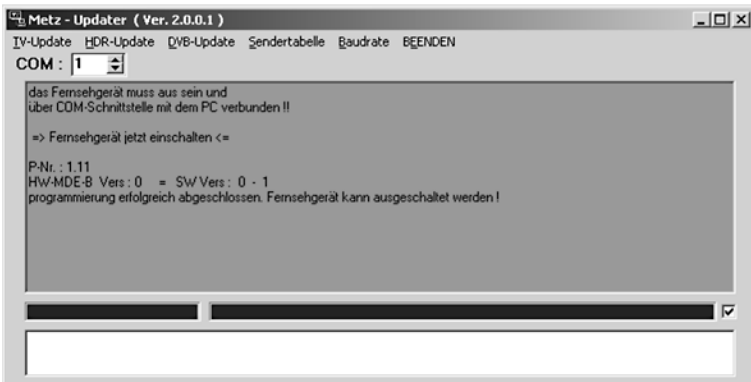 Metz - Updater ( Ver. 2.0.0.1 )
TV-Update HDR-Update DVB-Update Sendertabelle Baudrate BEENDEN
COM : 1
das Fernsehgerät muss aus sein und
über COM-Schnittstelle mit dem PC verbunden !!
=> Fernsehgerät jetzt einschalten <=
P-Nr. : 1.11
HW-MDE-B Vers : 0 = SW Vers : 0 - 1
programmierung erfolgreich abgeschlossen. Fernsehgerät kann ausgeschaltet werden !